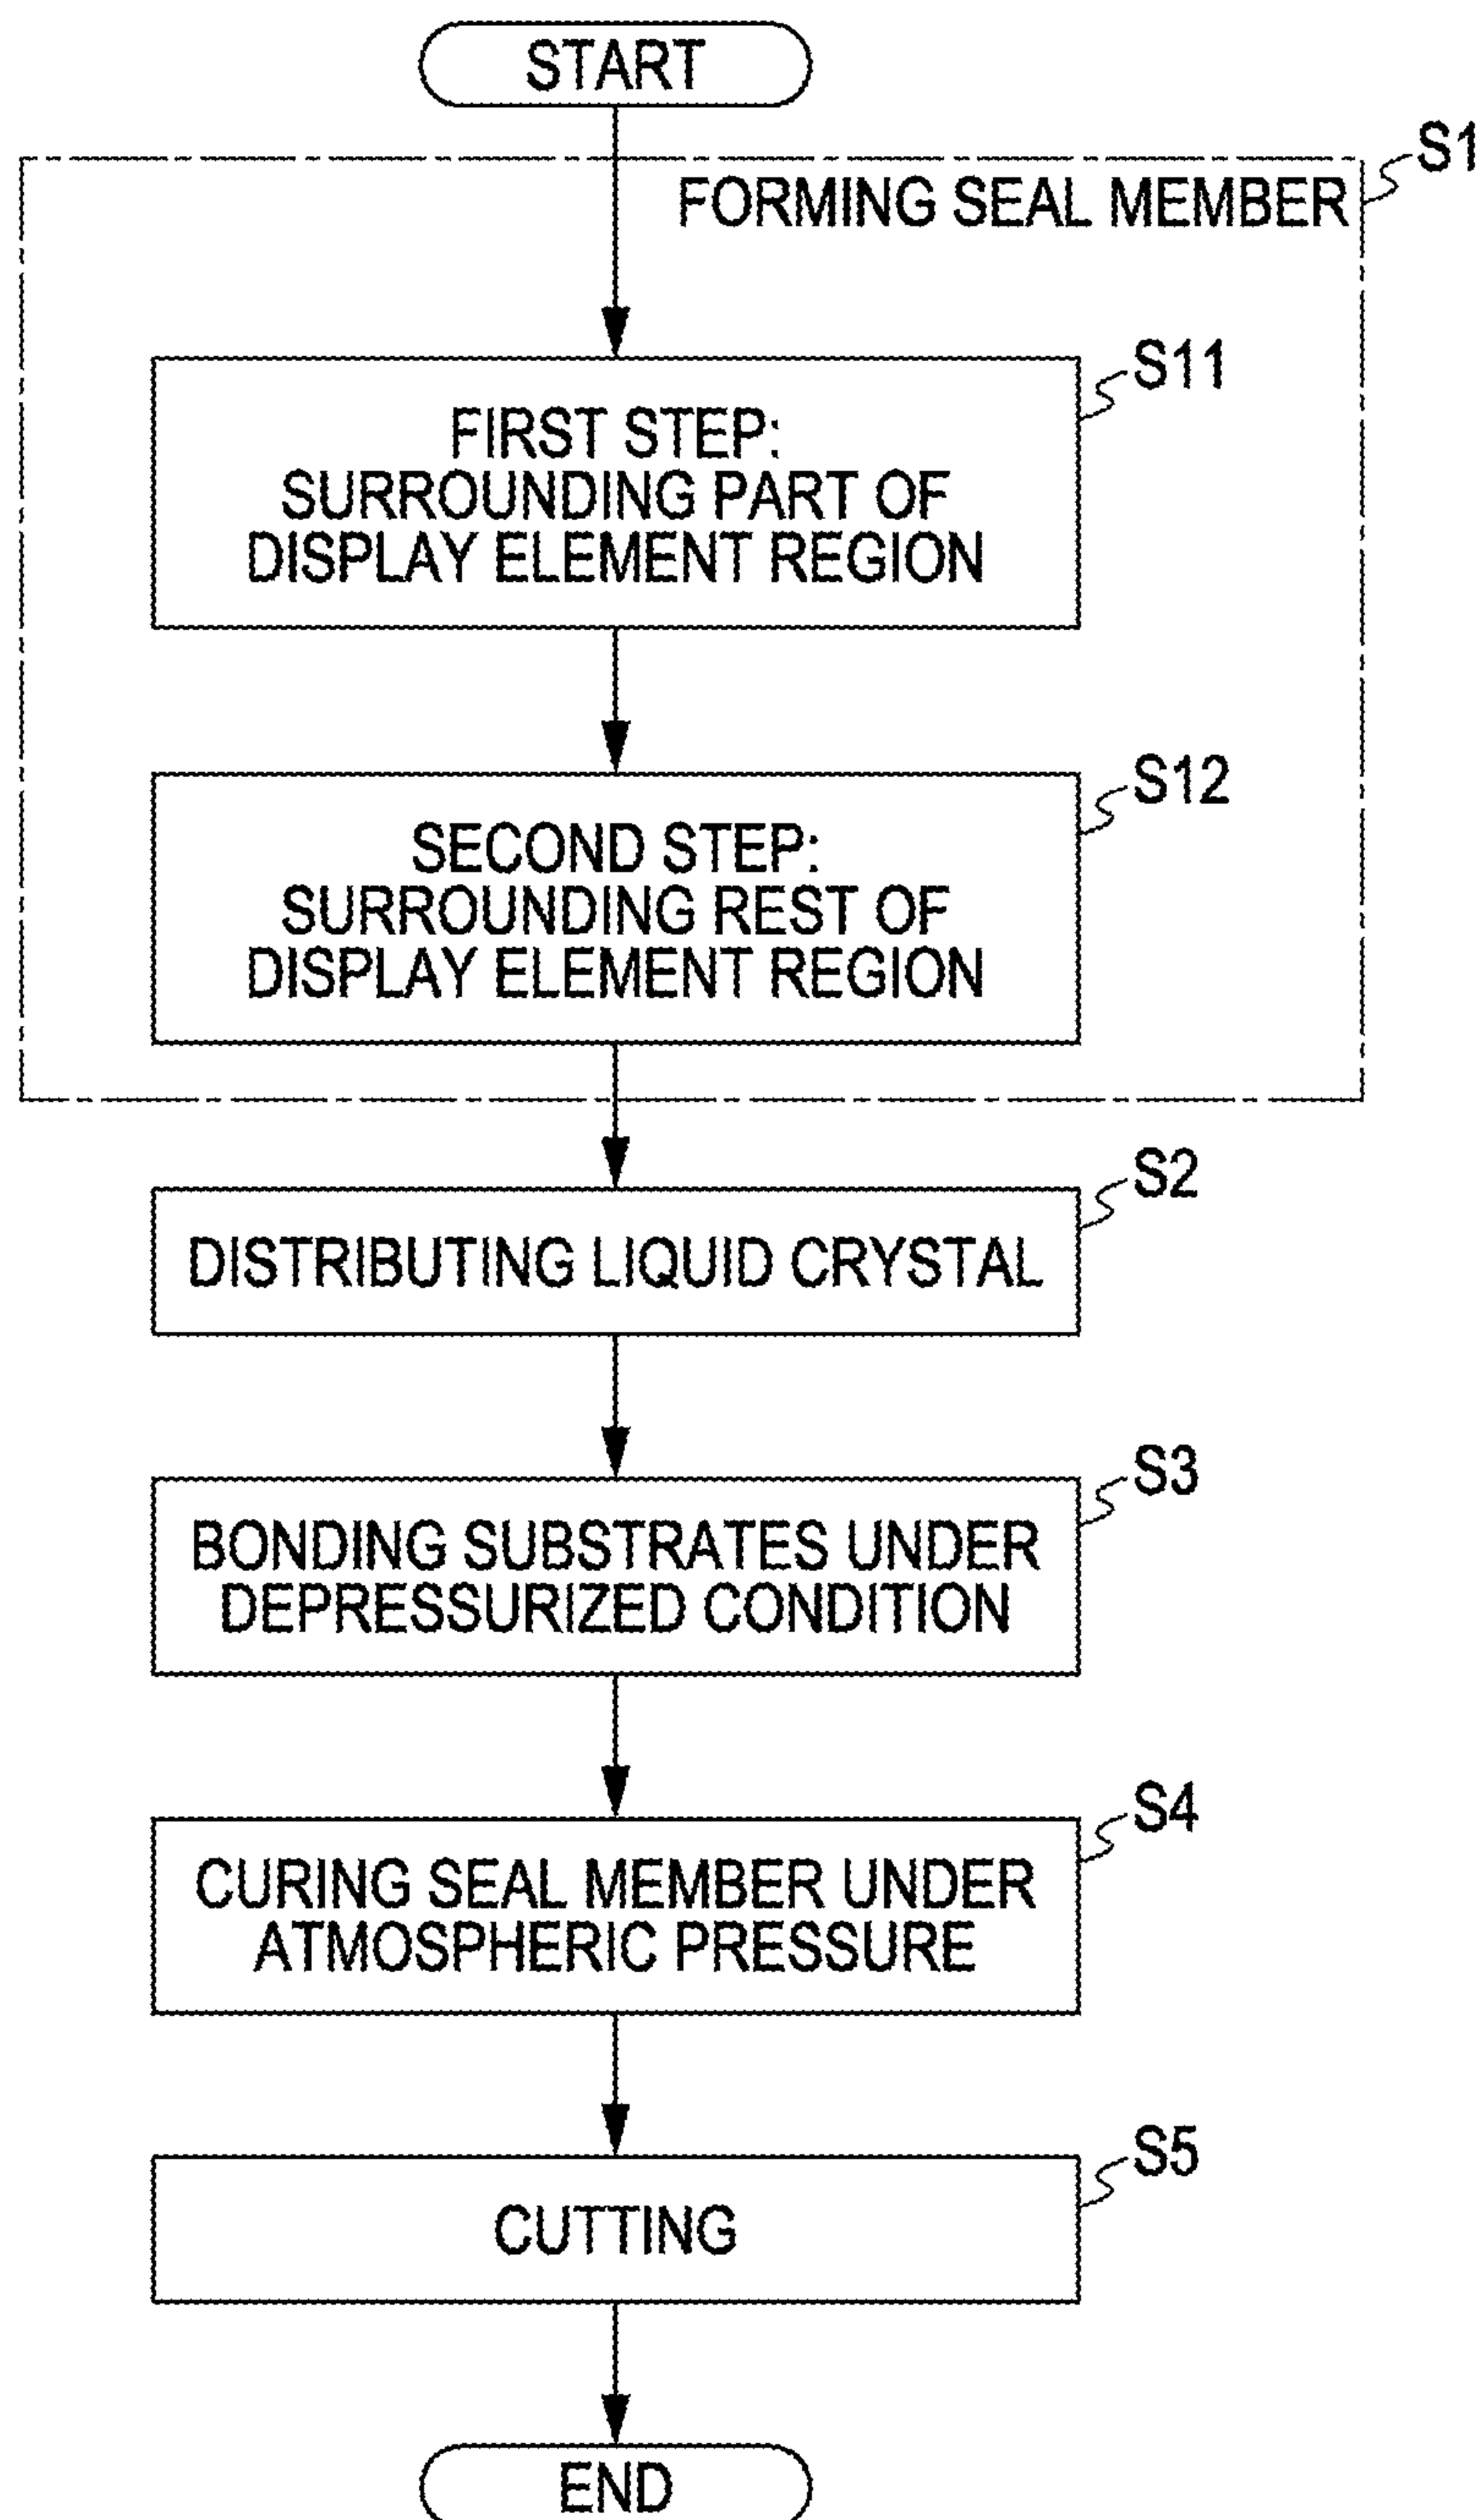 START
S1
FORMING SEAL MEMBER
S11
FIRST STEP:
SURROUNDING PART OF
DISPLAY ELEMENT REGION
S12
SECOND STEP:
SURROUNDING REST OF
DISPLAY ELEMENT REGION
S2
DISTRIBUTING LIQUID CRYSTAL
S3
BONDING SUBSTRATES UNDER
DEPRESSURIZED CONDITION
S4
CURING SEAL MEMBER UNDER
ATMOSPHERIC PRESSURE
S5
CUTTING
END